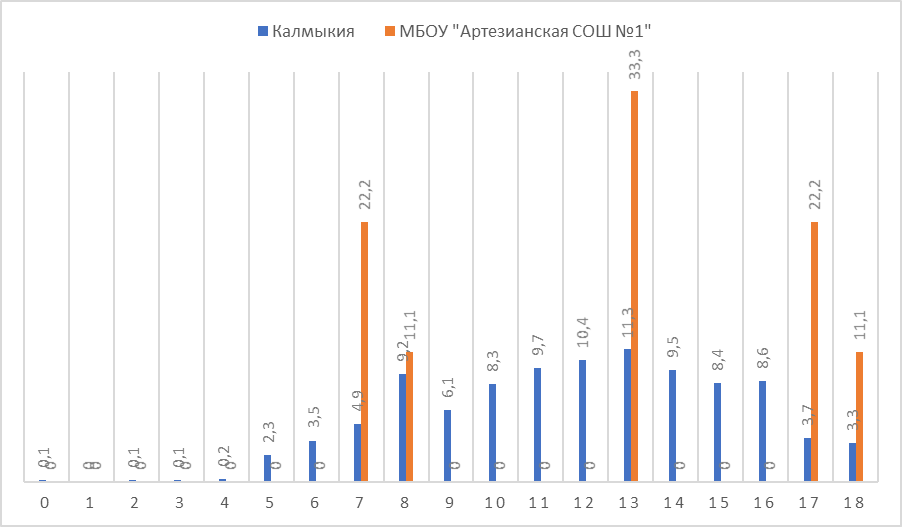 Калмыкия МБОУ "Артезианская СОШ №1"
0,1 0 0,1 0,1 0,2 2,3 3,5 4,9 9,2 6,1 8,3 9,7 10,4 11,3 9,5 8,4 8,6 3,7 3,3
0 0 0 0 0 0 0 22,2 11,1 0 0 0 0 33,3 0 0 0 22,2 11,1
0 1 2 3 4 5 6 7 8 9 10 11 12 13 14 15 16 17 18